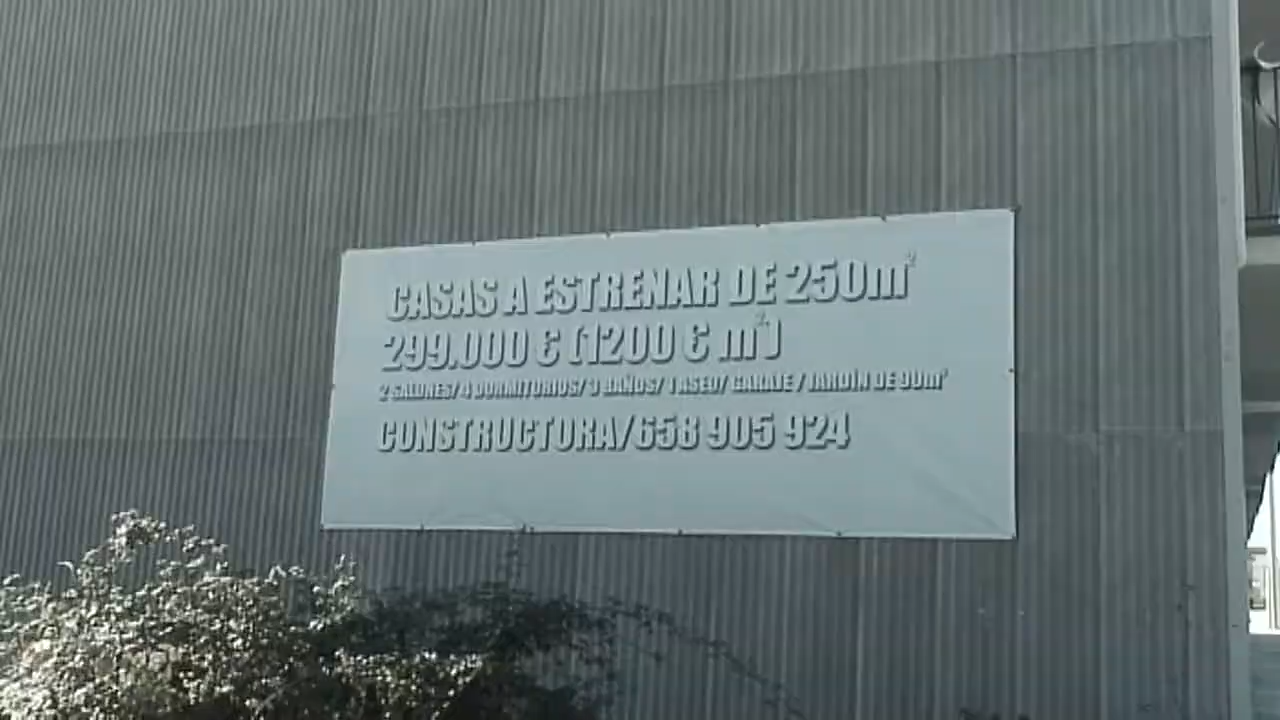 CASAS A ESTRENAR DE 250m²
299.000 € (1200 € m²)
2 SALONES/ 4 DORMITORIOS/ 3 BAÑOS/ 1 ASEO/ GARAJE / JARDÍN DE 90m²
CONSTRUCTORA/658 905 924